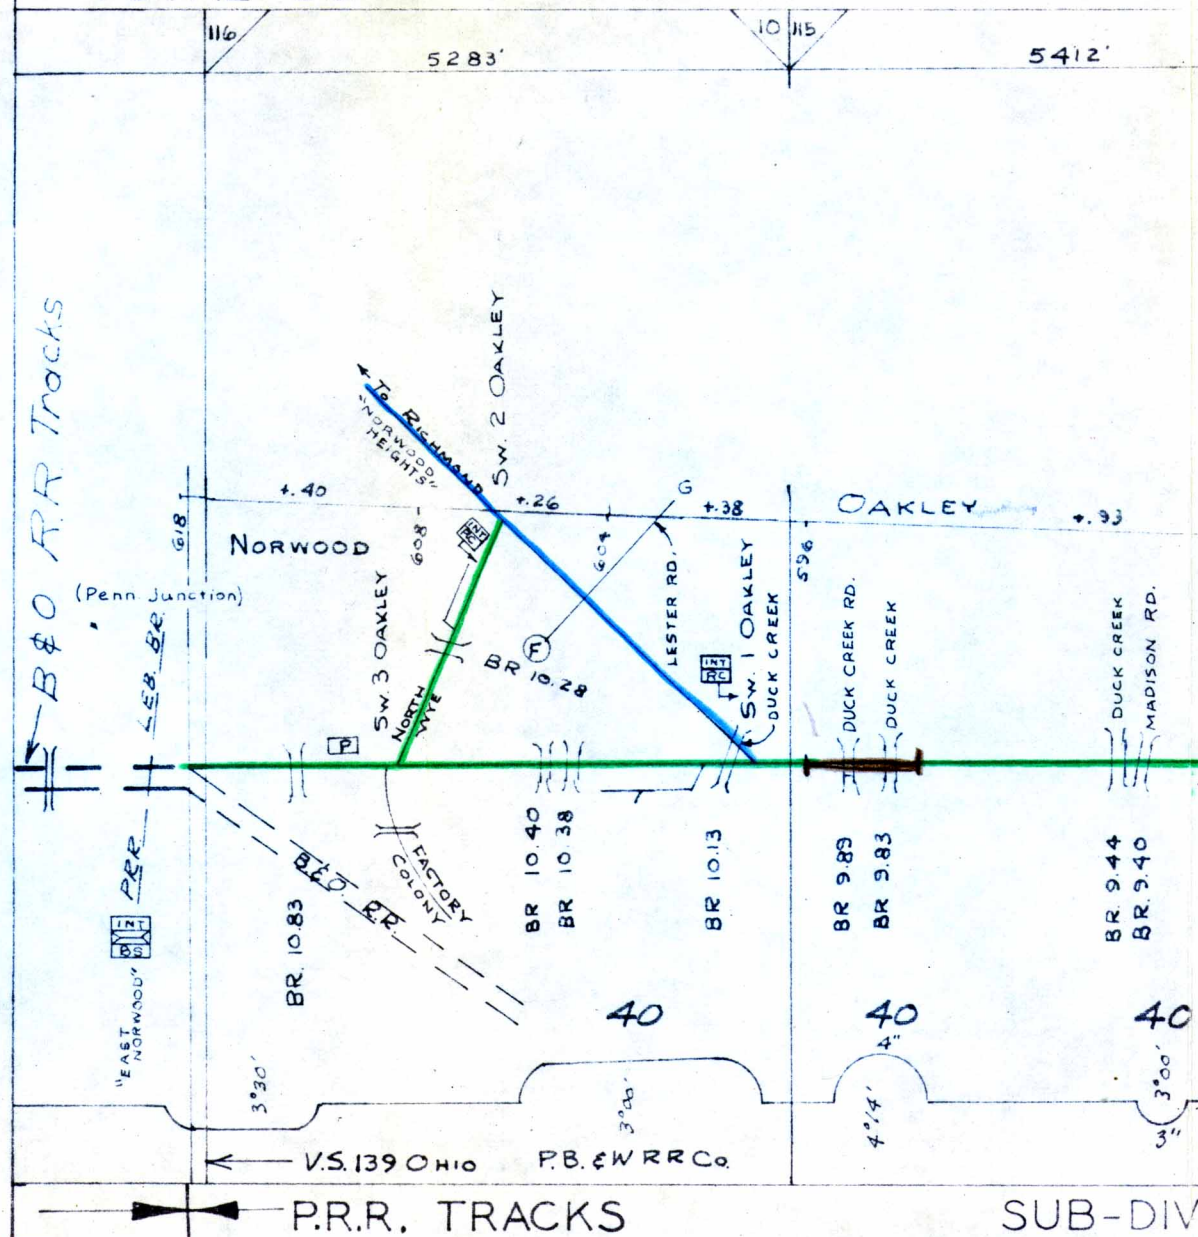 116
5283'
10 115
5412'
B&O RR Tracks
SW. 2 OAKLEY
TO RICHMOND
"NORWOOD
HEIGHTS"
+.40
+.26
G
+.38
OAKLEY
+.93
618
NORWOOD
608
INT
RC
604
596
LESTER RD.
(Penn Junction)
LEB. BR.
PRR
SW. 3 OAKLEY
NORTH
WYE
BR 10.28
F
INT
RC
SW. 1 OAKLEY
DUCK CREEK
DUCK CREEK RD.
DUCK CREEK
DUCK CREEK
MADISON RD.
P
FACTORY
COLONY
B&O RR.
INT
BS
"EAST
NORWOOD"
BR. 10.83
BR 10.40
BR 10.38
BR 10.13
BR 9.89
BR 9.83
BR 9.44
BR. 9.40
40
40
40
3°30'
3°00'
4"
4°14'
3°00'
3"
V.S. 139 OHIO
P.B. & W RR Co.
P.R.R. TRACKS
SUB-DIV